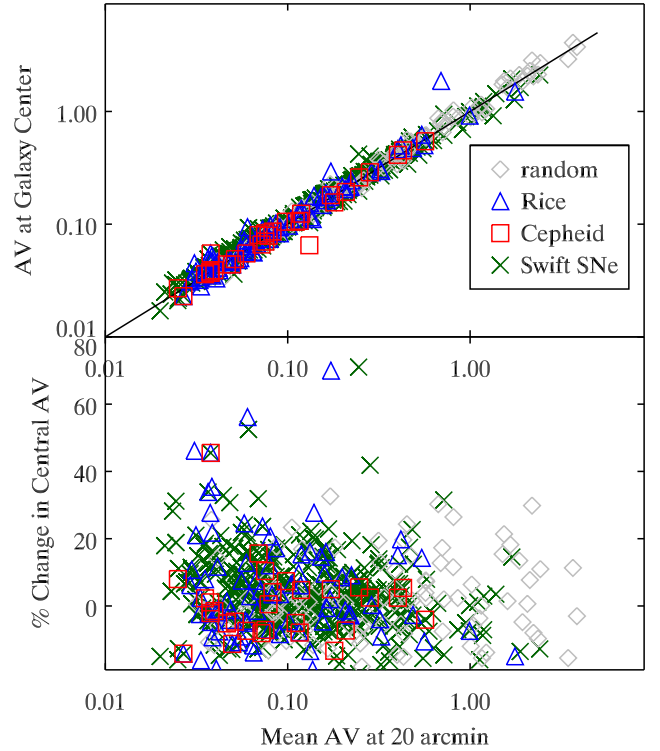 AV at Galaxy Center
1.00
0.10
0.01
random
Rice
Cepheid
Swift SNe
0.01
0.10
1.00
% Change in Central AV
80
60
40
20
0
0.01
0.10
1.00
Mean AV at 20 arcmin